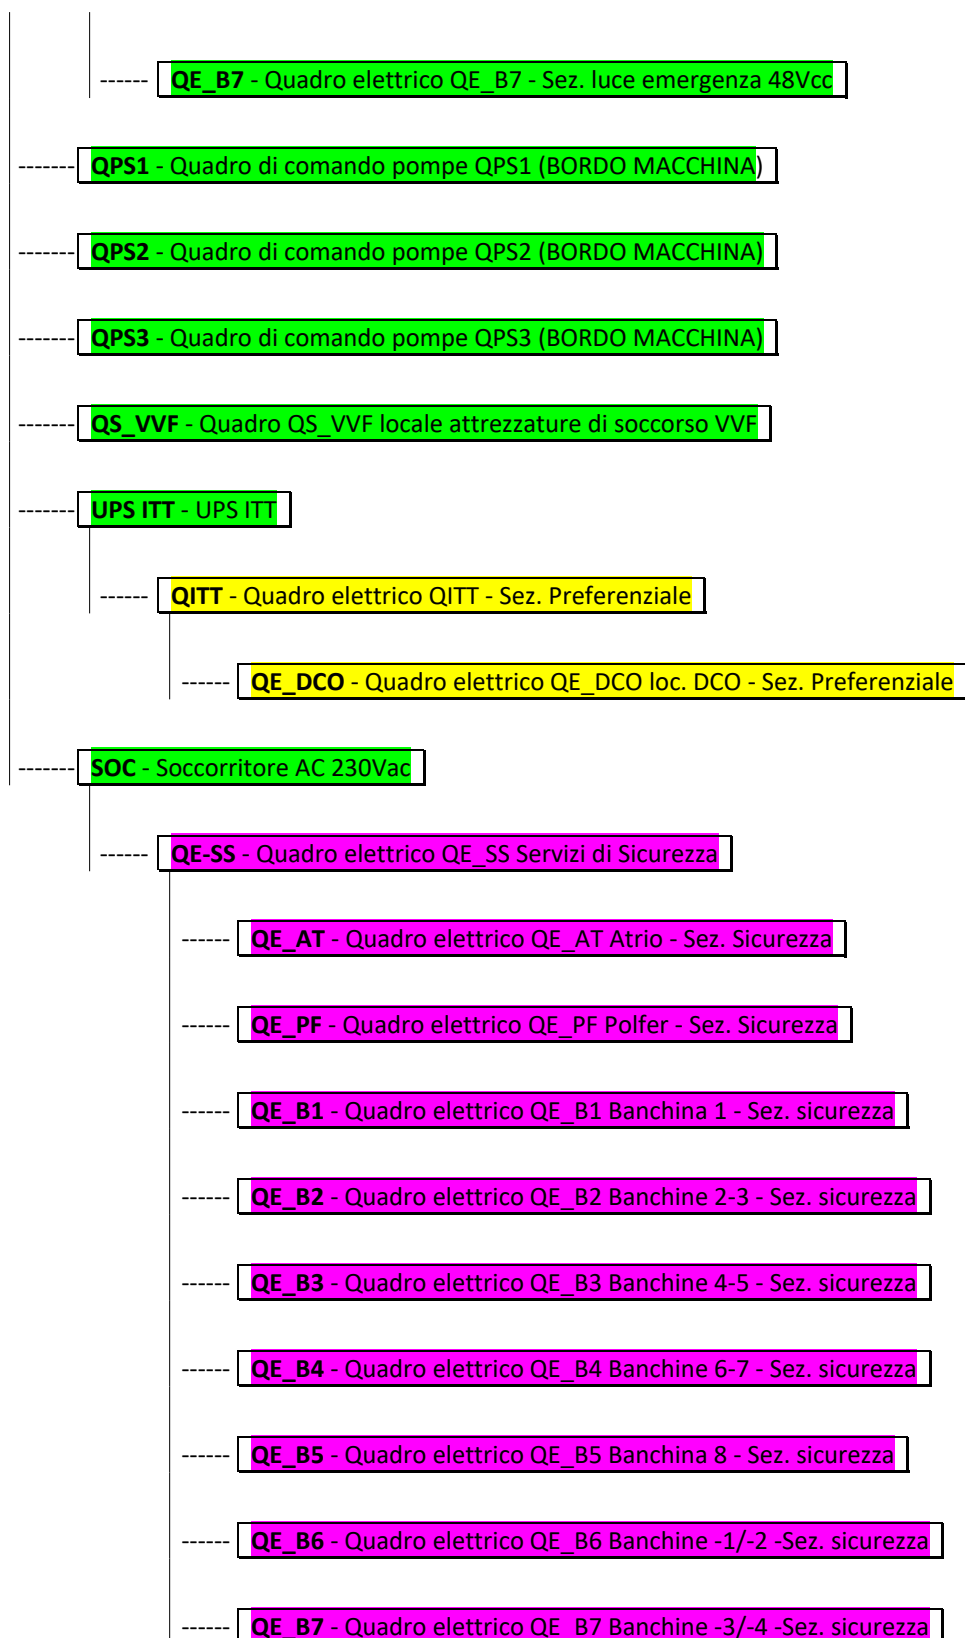 ------ QE_B7 - Quadro elettrico QE_B7 - Sez. luce emergenza 48Vcc
------- QPS1 - Quadro di comando pompe QPS1 (BORDO MACCHINA)
------- QPS2 - Quadro di comando pompe QPS2 (BORDO MACCHINA)
------- QPS3 - Quadro di comando pompe QPS3 (BORDO MACCHINA)
------- QS_VVF - Quadro QS_VVF locale attrezzature di soccorso VVF
------- UPS ITT - UPS ITT
------ QITT - Quadro elettrico QITT - Sez. Preferenziale
------ QE_DCO - Quadro elettrico QE_DCO loc. DCO - Sez. Preferenziale
------- SOC - Soccorritore AC 230Vac
------ QE-SS - Quadro elettrico QE_SS Servizi di Sicurezza
------ QE_AT - Quadro elettrico QE_AT Atrio - Sez. Sicurezza
------ QE_PF - Quadro elettrico QE_PF Polfer - Sez. Sicurezza
------ QE_B1 - Quadro elettrico QE_B1 Banchina 1 - Sez. sicurezza
------ QE_B2 - Quadro elettrico QE_B2 Banchine 2-3 - Sez. sicurezza
------ QE_B3 - Quadro elettrico QE_B3 Banchine 4-5 - Sez. sicurezza
------ QE_B4 - Quadro elettrico QE_B4 Banchine 6-7 - Sez. sicurezza
------ QE_B5 - Quadro elettrico QE_B5 Banchina 8 - Sez. sicurezza
------ QE_B6 - Quadro elettrico QE_B6 Banchine -1/-2 -Sez. sicurezza
------ QE_B7 - Quadro elettrico QE_B7 Banchine -3/-4 -Sez. sicurezza